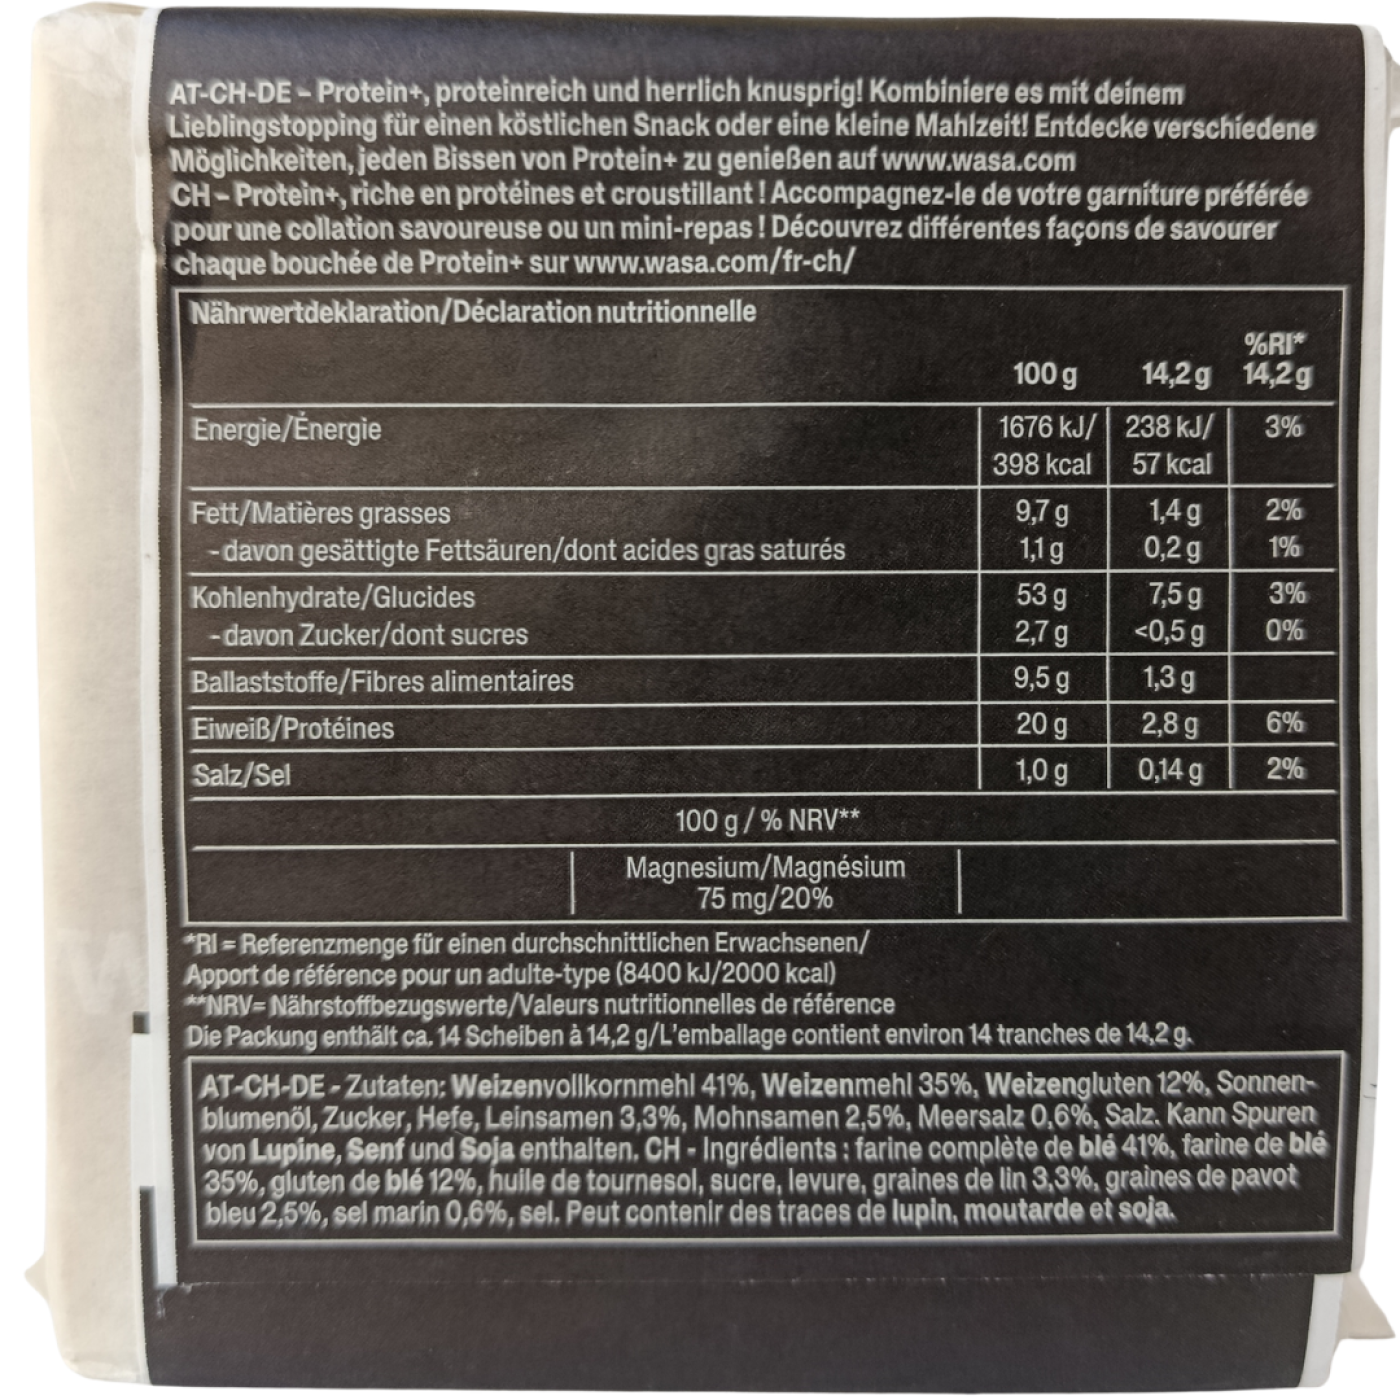 AT-CH-DE - Protein+, proteinreich und herrlich knusprig! Kombiniere es mit deinem
Lieblingstopping für einen köstlichen Snack oder eine kleine Mahlzeit! Entdecke verschiedene
Möglichkeiten, jeden Bissen von Protein+ zu genießen auf www.wasa.com
CH - Protein+, riche en protéines et croustillant ! Accompagnez-le de votre garniture préférée
pour une collation savoureuse ou un mini-repas ! Découvrez différentes façons de savourer
chaque bouchée de Protein+ sur www.wasa.com/fr-ch/
Nährwertdeklaration/Déclaration nutritionnelle
%RI*
100 g 14,2 g 14,2 g
Energie/Énergie 1676 kJ/ 238 kJ/ 3%
398 kcal 57 kcal
Fett/Matières grasses 9,7 g 1,4 g 2%
- davon gesättigte Fettsäuren/dont acides gras saturés 1,1 g 0,2 g 1%
Kohlenhydrate/Glucides 53 g 7,5 g 3%
- davon Zucker/dont sucres 2,7 g <0,5 g 0%
Ballaststoffe/Fibres alimentaires 9,5 g 1,3 g
Eiweiß/Protéines 20 g 2,8 g 6%
Salz/Sel 1,0 g 0,14 g 2%
100 g / % NRV**
Magnesium/Magnésium
75 mg/20%
*RI = Referenzmenge für einen durchschnittlichen Erwachsenen/
Apport de référence pour un adulte-type (8400 kJ/2000 kcal)
**NRV= Nährstoffbezugswerte/Valeurs nutritionnelles de référence
Die Packung enthält ca. 14 Scheiben à 14,2 g/L'emballage contient environ 14 tranches de 14,2 g.
AT-CH-DE - Zutaten: Weizenvollkornmehl 41%, Weizenmehl 35%, Weizengluten 12%, Sonnen-
blumenöl, Zucker, Hefe, Leinsamen 3,3%, Mohnsamen 2,5%, Meersalz 0,6%, Salz. Kann Spuren
von Lupine, Senf und Soja enthalten. CH - Ingrédients : farine complète de blé 41%, farine de blé
35%, gluten de blé 12%, huile de tournesol, sucre, levure, graines de lin 3,3%, graines de pavot
bleu 2,5%, sel marin 0,6%, sel. Peut contenir des traces de lupin, moutarde et soja.